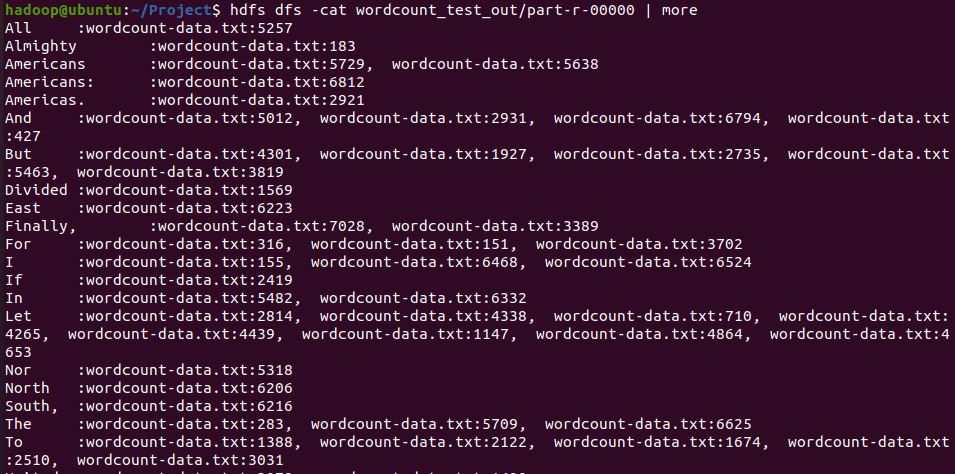 hadoop@ubuntu:~/Project$ hdfs dfs -cat wordcount_test_out/part-r-00000 | more
All :wordcount-data.txt:5257
Almighty :wordcount-data.txt:183
Americans :wordcount-data.txt:5729, wordcount-data.txt:5638
Americans: :wordcount-data.txt:6812
Americas. :wordcount-data.txt:2921
And :wordcount-data.txt:5012, wordcount-data.txt:2931, wordcount-data.txt:6794, wordcount-data.txt
:427
But :wordcount-data.txt:4301, wordcount-data.txt:1927, wordcount-data.txt:2735, wordcount-data.txt
:5463, wordcount-data.txt:3819
Divided :wordcount-data.txt:1569
East :wordcount-data.txt:6223
Finally, :wordcount-data.txt:7028, wordcount-data.txt:3389
For :wordcount-data.txt:316, wordcount-data.txt:151, wordcount-data.txt:3702
I :wordcount-data.txt:155, wordcount-data.txt:6468, wordcount-data.txt:6524
If :wordcount-data.txt:2419
In :wordcount-data.txt:5482, wordcount-data.txt:6332
Let :wordcount-data.txt:2814, wordcount-data.txt:4338, wordcount-data.txt:710, wordcount-data.txt:
4265, wordcount-data.txt:4439, wordcount-data.txt:1147, wordcount-data.txt:4864, wordcount-data.txt:4
653
Nor :wordcount-data.txt:5318
North :wordcount-data.txt:6206
South, :wordcount-data.txt:6216
The :wordcount-data.txt:283, wordcount-data.txt:5709, wordcount-data.txt:6625
To :wordcount-data.txt:1388, wordcount-data.txt:2122, wordcount-data.txt:1674, wordcount-data.txt
:2510, wordcount-data.txt:3031